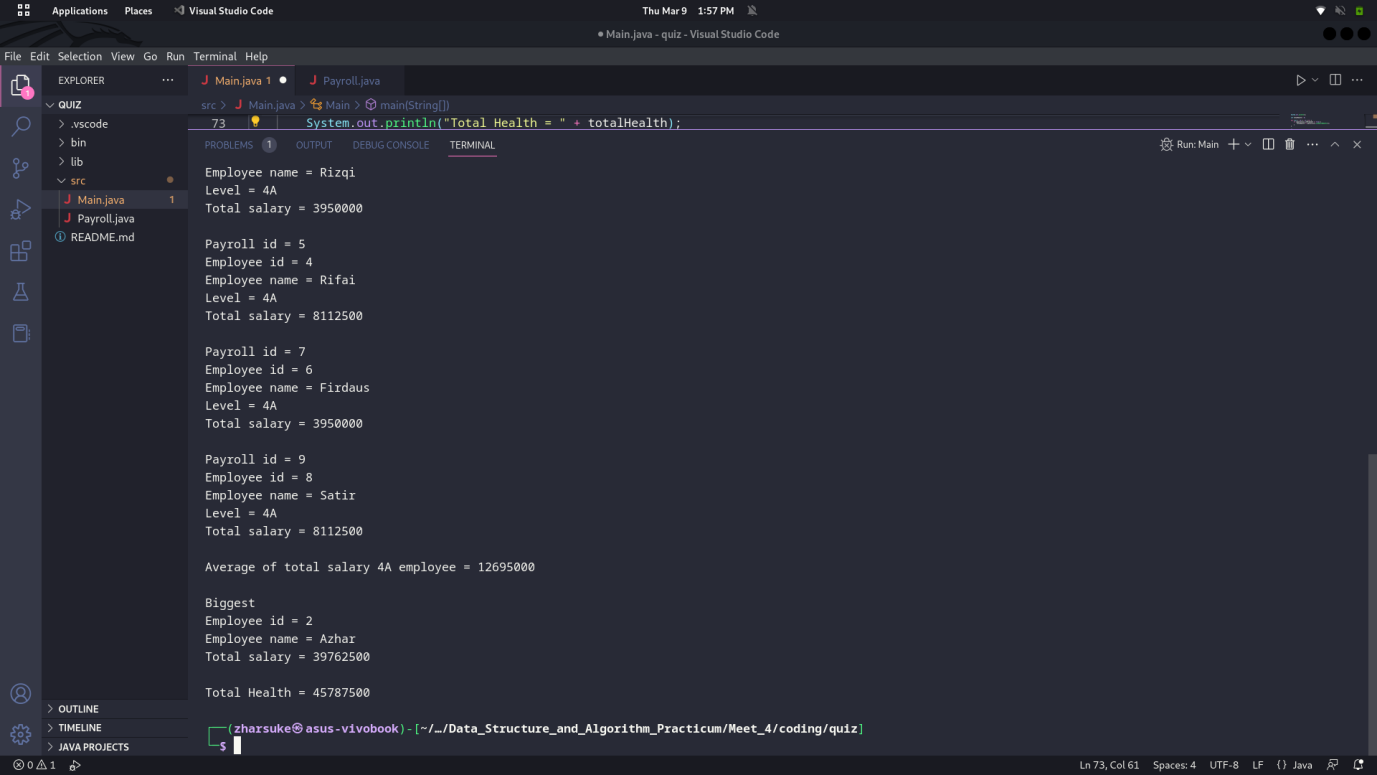 Applications Places Visual Studio Code Thu Mar 9 1:57 PM
Main.java - quiz - Visual Studio Code
File Edit Selection View Go Run Terminal Help
EXPLORER ··· Main.java 1 Payroll.java
QUIZ src > Main.java > Main > main(String[])
.vscode
73 System.out.println("Total Health = " + totalHealth);
bin
PROBLEMS 1 OUTPUT DEBUG CONSOLE TERMINAL Run: Main
lib
src
Main.java 1
Payroll.java
README.md
1
Employee name = Rizqi
Level = 4A
Total salary = 3950000
Payroll id = 5
Employee id = 4
Employee name = Rifai
Level = 4A
Total salary = 8112500
Payroll id = 7
Employee id = 6
Employee name = Firdaus
Level = 4A
Total salary = 3950000
Payroll id = 9
Employee id = 8
Employee name = Satir
Level = 4A
Total salary = 8112500
Average of total salary 4A employee = 12695000
Biggest
Employee id = 2
Employee name = Azhar
Total salary = 39762500
Total Health = 45787500
(zharsuke㉿asus-vivobook)-[~/…/Data_Structure_and_Algorithm_Practicum/Meet_4/coding/quiz]
$
OUTLINE
TIMELINE
JAVA PROJECTS
0 1 Ln 73, Col 61 Spaces: 4 UTF-8 LF {} Java